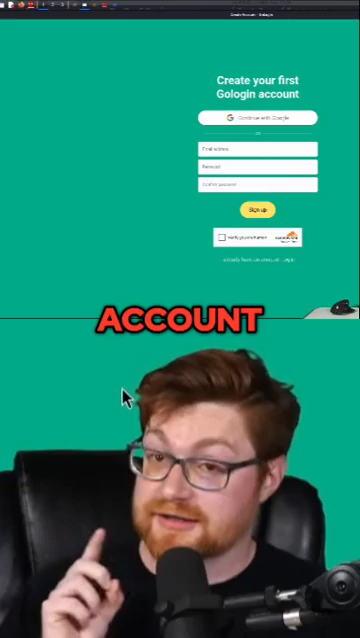 Create your first
Gologin account
Continue with Google
Email address
Password
Confirm password
Sign up
ACCOUNT